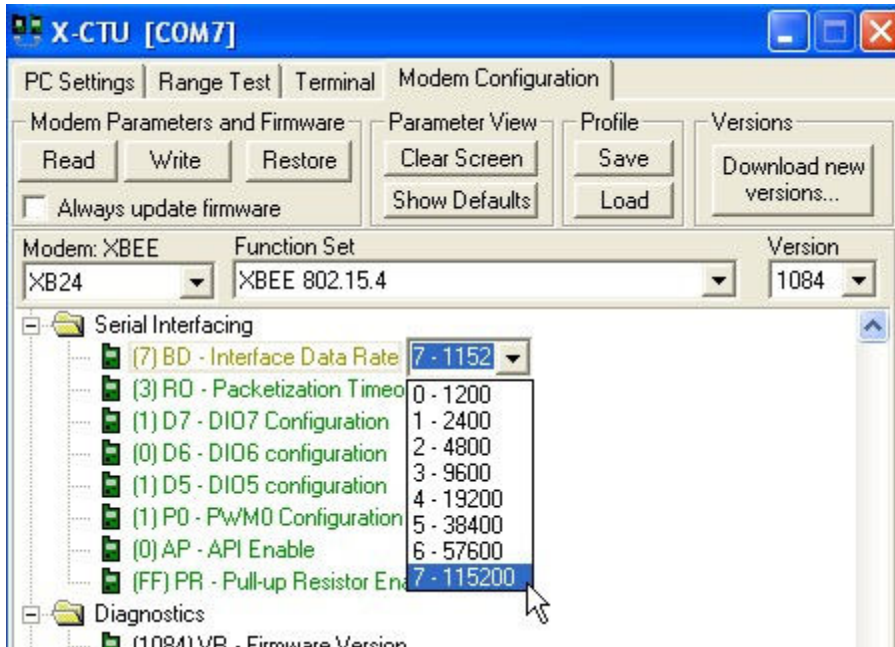 X-CTU [COM7]
PC Settings Range Test Terminal Modem Configuration
Modem Parameters and Firmware Parameter View Profile Versions
Read Write Restore Clear Screen Save Download new versions...
Always update firmware Show Defaults Load
Modem: XBEE Function Set Version
XB24 XBEE 802.15.4 1084
Serial Interfacing
(7) BD - Interface Data Rate 7 - 1152
(3) RO - Packetization Timeo
(1) D7 - DIO7 Configuration
(0) D6 - DIO6 configuration
(1) D5 - DIO5 configuration
(1) P0 - PWM0 Configuration
(0) AP - API Enable
(FF) PR - Pull-up Resistor Ena
0 - 1200
1 - 2400
2 - 4800
3 - 9600
4 - 19200
5 - 38400
6 - 57600
7 - 115200
Diagnostics
(1084) VR - Firmware Version